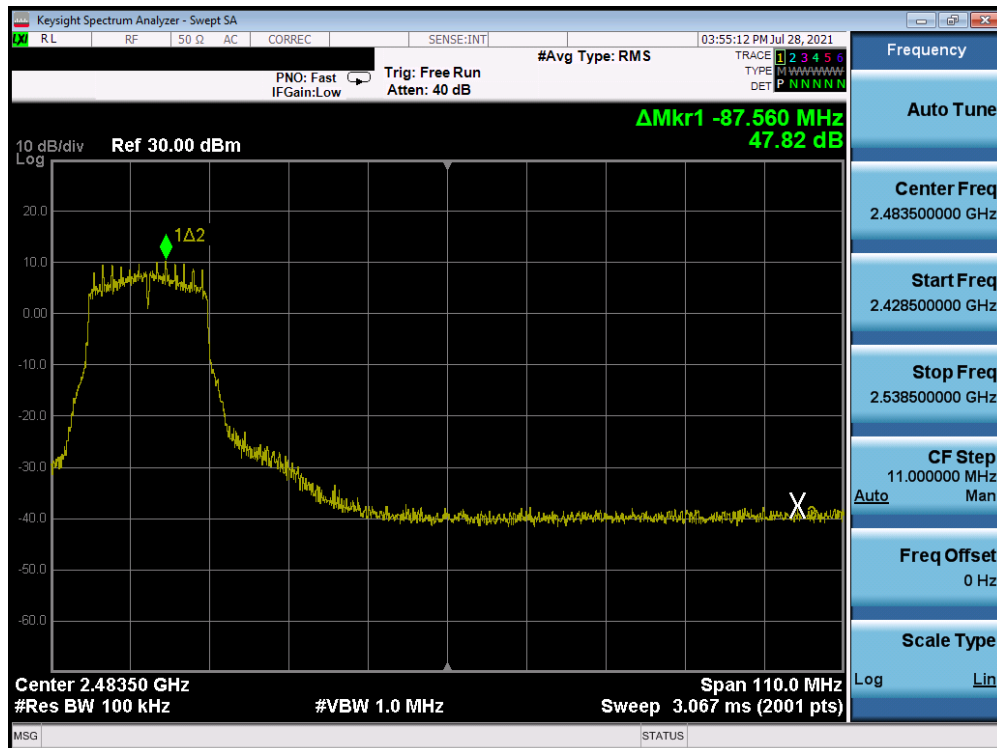 Keysight Spectrum Analyzer - Swept SA
LXI RL RF 50 Ω AC CORREC SENSE:INT 03:55:12 PM Jul 28, 2021
#Avg Type: RMS
TRACE 1 2 3 4 5 6
TYPE M WWWWW
DET P N N N N N
PNO: Fast
IFGain:Low
Trig: Free Run
Atten: 40 dB
ΔMkr1 -87.560 MHz
47.82 dB
10 dB/div Ref 30.00 dBm
Log
20.0
1Δ2
10.0
0.00
-10.0
-20.0
-30.0
-40.0
X2
-50.0
-60.0
Center 2.48350 GHz
Span 110.0 MHz
#Res BW 100 kHz
#VBW 1.0 MHz
Sweep 3.067 ms (2001 pts)
MSG
STATUS
Frequency
Auto Tune
Center Freq
2.483500000 GHz
Start Freq
2.428500000 GHz
Stop Freq
2.538500000 GHz
CF Step
11.000000 MHz
Auto Man
Freq Offset
0 Hz
Scale Type
Log Lin